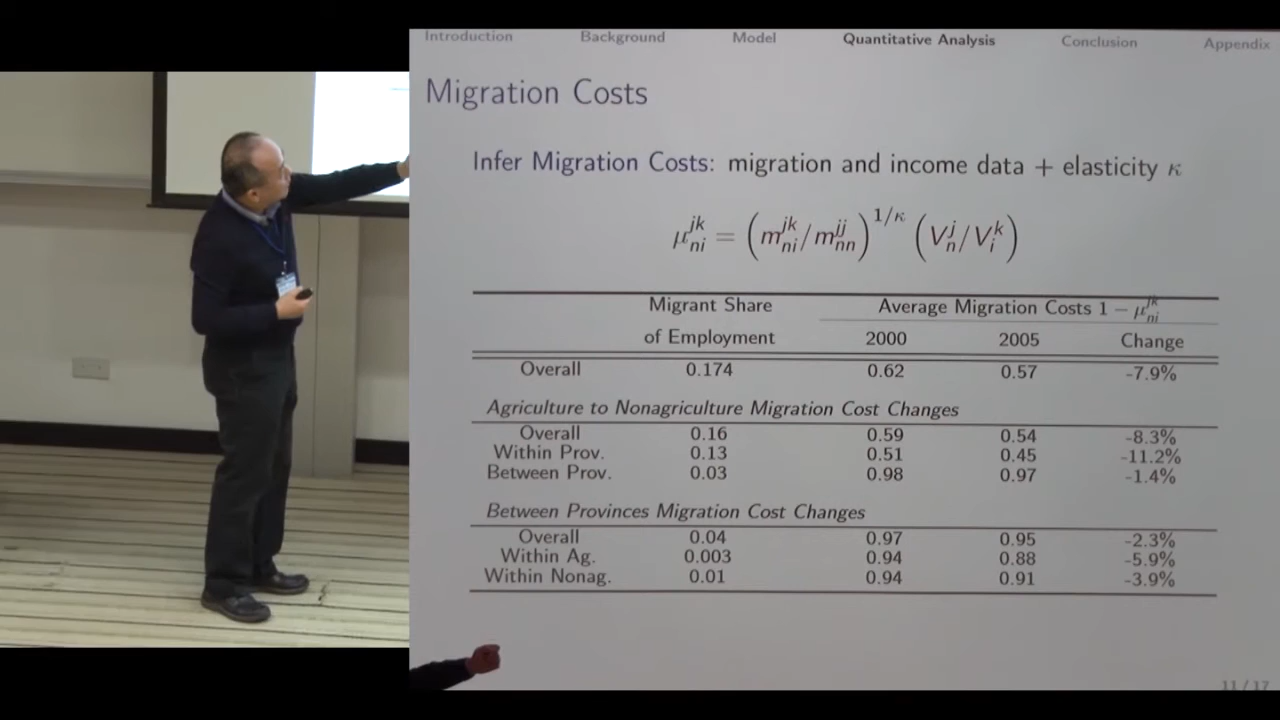 Introduction Background Model Quantitative Analysis Conclusion Appendix
Migration Costs
Infer Migration Costs: migration and income data + elasticity κ
μ_{ni}^{jk} = (m_{ni}^{jk}/m_{nn}^{jj})^{1/κ} (V_n^j/V_i^k)
Migrant Share Average Migration Costs 1 − μ_{ni}^{jk}
of Employment 2000 2005 Change
Overall 0.174 0.62 0.57 -7.9%
Agriculture to Nonagriculture Migration Cost Changes
Overall 0.16 0.59 0.54 -8.3%
Within Prov. 0.13 0.51 0.45 -11.2%
Between Prov. 0.03 0.98 0.97 -1.4%
Between Provinces Migration Cost Changes
Overall 0.04 0.97 0.95 -2.3%
Within Ag. 0.003 0.94 0.88 -5.9%
Within Nonag. 0.01 0.94 0.91 -3.9%
11 / 17